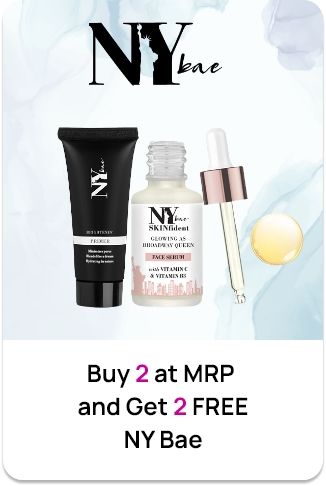 NY bae
NY bae
BRIGHTENIN'
PRIMER
NY bae
SKINfident
GLOWING AS
BROADWAY QUEEN
FACE SERUM
with VITAMIN C
& VITAMIN B3
Buy 2 at MRP
and Get 2 FREE
NY Bae